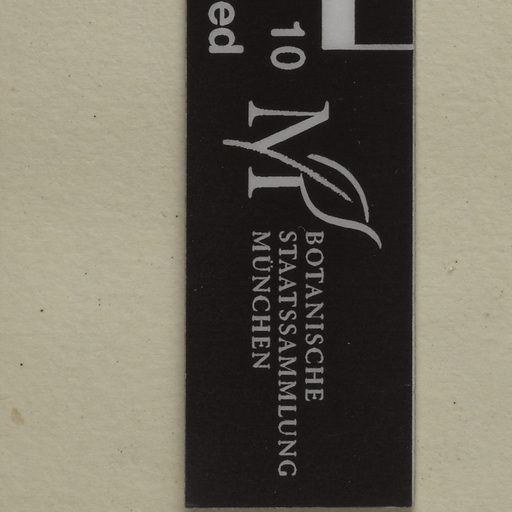 10
ed
BOTANISCHE
STAATSSAMMLUNG
MÜNCHEN